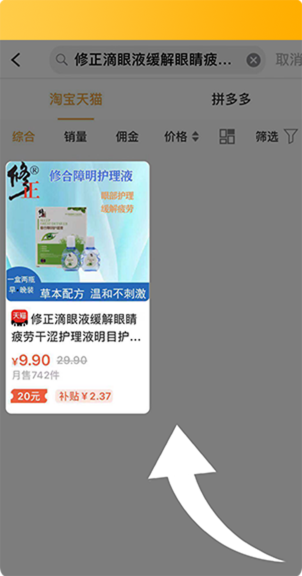 修正滴眼液缓解眼睛疲...
取消
淘宝天猫
拼多多
综合
销量
佣金
价格
筛选
修正®
修合障明护理液
眼部护理
缓解疲劳
一盒两瓶
早晚装
草本配方 温和不刺激
天猫 修正滴眼液缓解眼睛
疲劳干涩护理液明目护...
¥9.90 29.90
月售742件
20元 补贴 ¥ 2.37